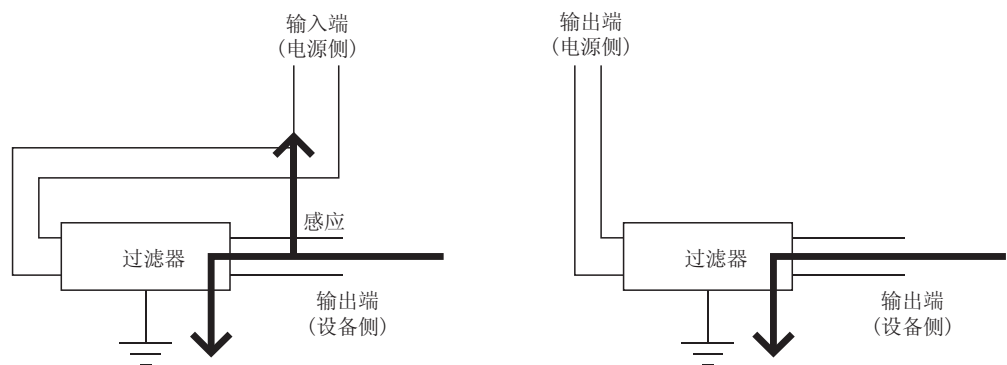 输入端
(电源侧)
感应
过滤器
输出端
(设备侧)
输出端
(电源侧)
过滤器
输出端
(设备侧)